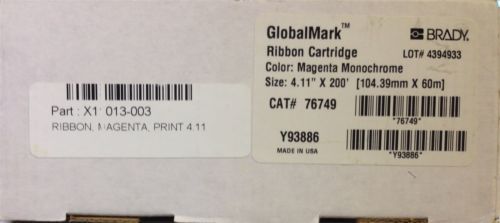 GlobalMark™
BRADY.
Ribbon Cartridge
LOT# 4394933
Color: Magenta Monochrome
Size: 4.11" X 200' [104.39mm X 60m]
CAT# 76749
"76749"
Y93886
MADE IN USA
"Y93886"
Part : X1 013-003
RIBBON, MAGENTA, PRINT 4.11